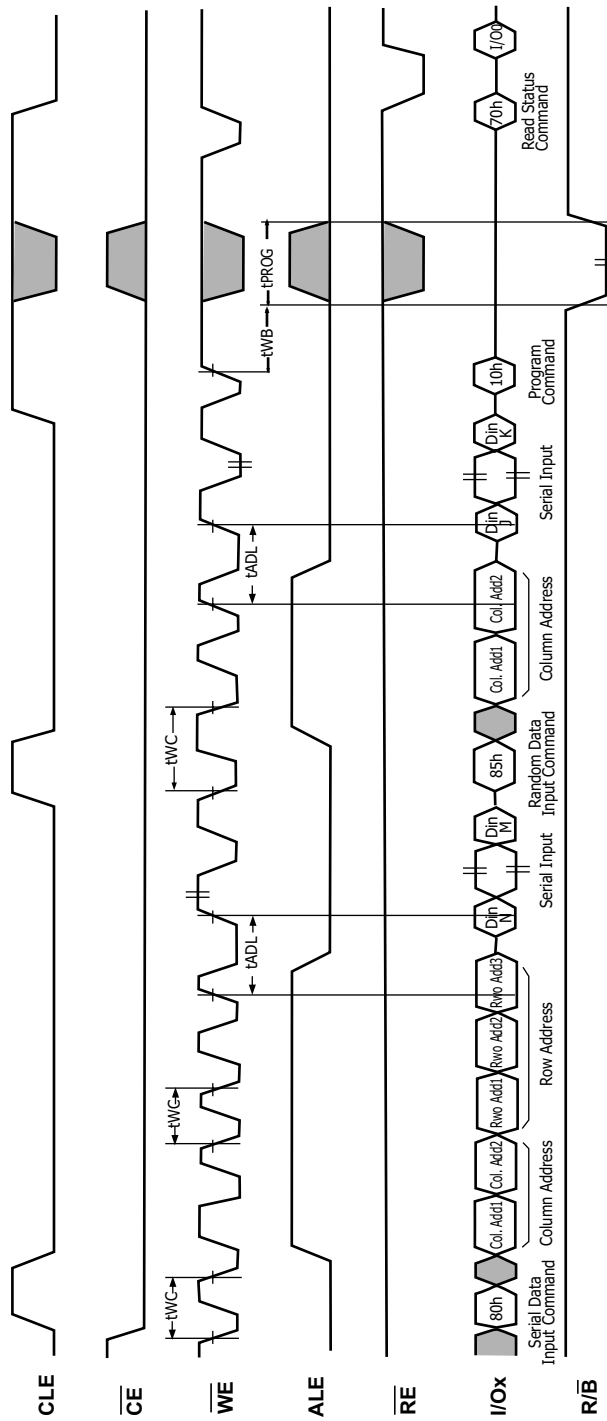 CLE
CE
WE
tWC
tWC
tADL
tWC
tADL
tWB
tPROG
ALE
RE
I/Ox
80h
Col. Add1
Col. Add2
Rwo Add1
Rwo Add2
Rwo Add3
Din
N
Din
M
85h
Col. Add1
Col. Add2
Din
J
Din
K
10h
70h
I/O0
Serial Data
Input Command
Column Address
Row Address
Serial Input
Random Data
Input Command
Column Address
Serial Input
Program
Command
Read Status
Command
R/B